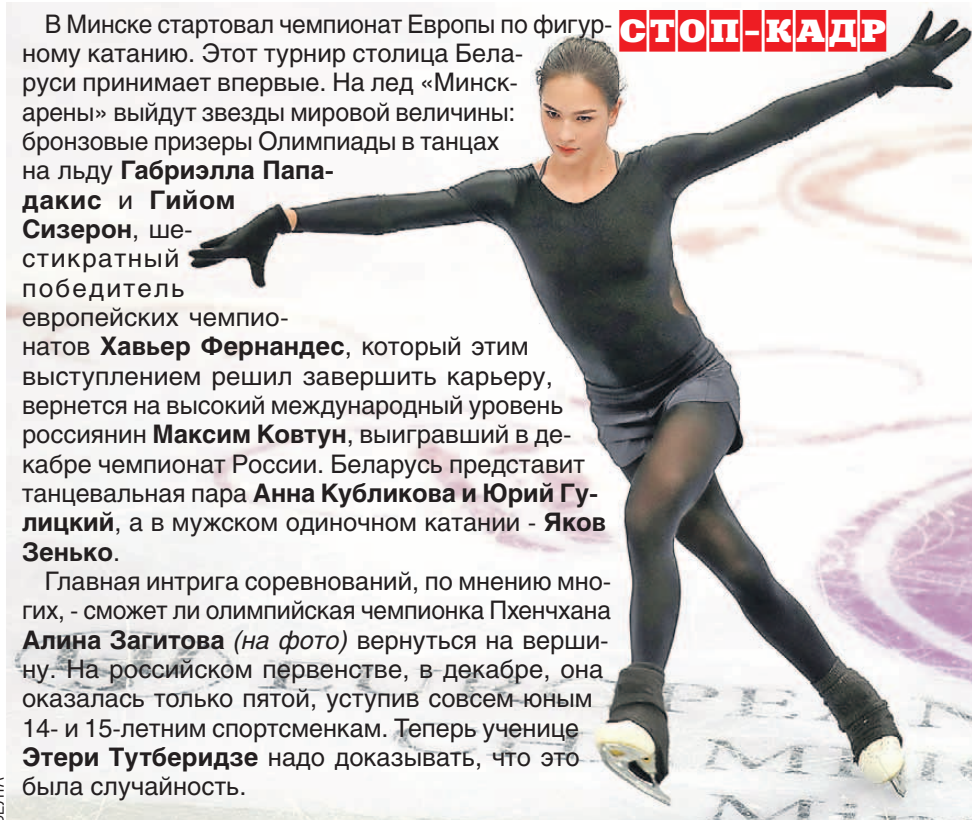 СТОП-КАДР
В Минске стартовал чемпионат Европы по фигур-
ному катанию. Этот турнир столица Бела-
руси принимает впервые. На лед «Минск-
арены» выйдут звезды мировой величины:
бронзовые призеры Олимпиады в танцах
на льду Габриэлла Папа-
дакис и Гийом
Сизерон, ше-
стикратный
победитель
европейских чемпио-
натов Хавьер Фернандес, который этим
выступлением решил завершить карьеру,
вернется на высокий международный уровень
россиянин Максим Ковтун, выигравший в де-
кабре чемпионат России. Беларусь представит
танцевальная пара Анна Кубликова и Юрий Гу-
лицкий, а в мужском одиночном катании - Яков
Зенько.
Главная интрига соревнований, по мнению мно-
гих, - сможет ли олимпийская чемпионка Пхенчхана
Алина Загитова (на фото) вернуться на верши-
ну. На российском первенстве, в декабре, она
оказалась только пятой, уступив совсем юным
14- и 15-летним спортсменкам. Теперь ученице
Этери Тутберидзе надо доказывать, что это
была случайность.